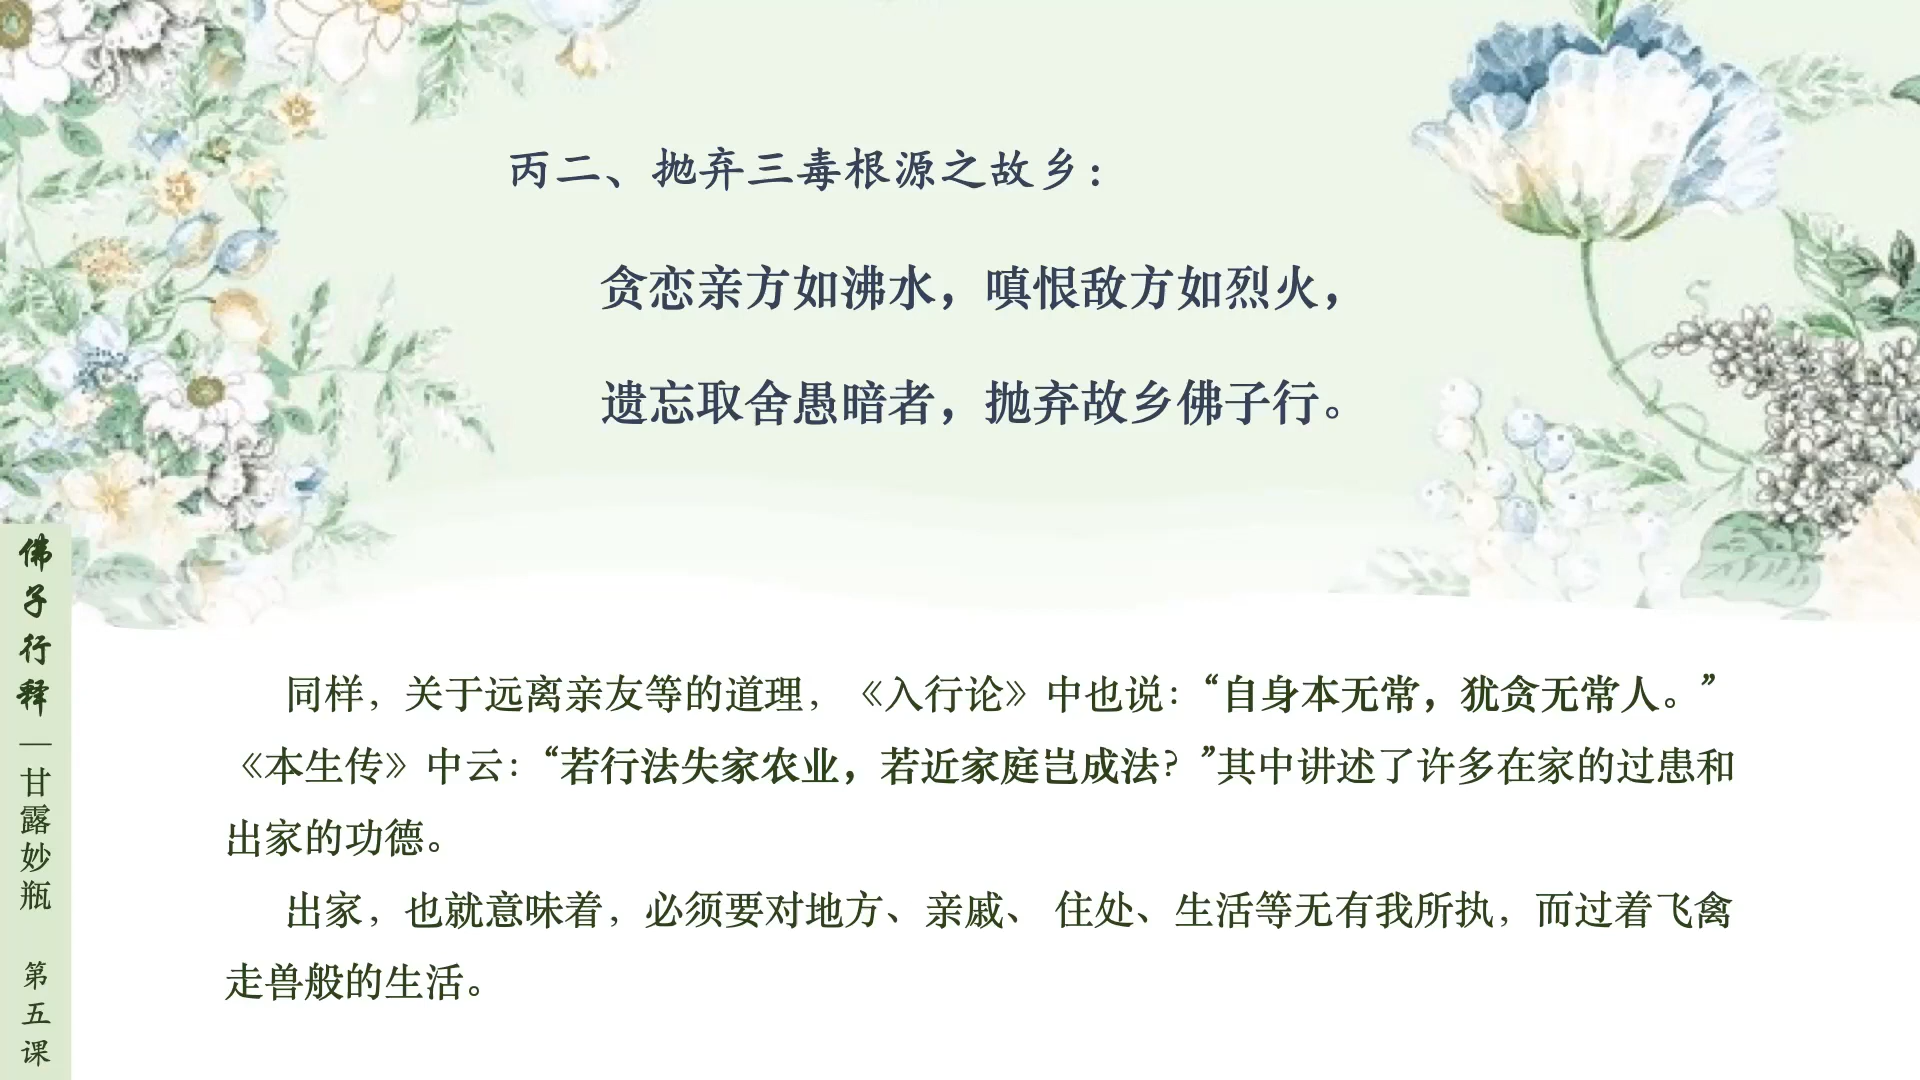 丙二、抛弃三毒根源之故乡：
贪恋亲方如沸水，嗔恨敌方如烈火，
遗忘取舍愚暗者，抛弃故乡佛子行。
同样，关于远离亲友等的道理，《入行论》中也说：“自身本无常，犹贪无常人。”
《本生传》中云：“若行法失家农业，若近家庭岂成法？”其中讲述了许多在家的过患和
出家的功德。
出家，也就意味着，必须要对地方、亲戚、 住处、生活等无有我所执，而过着飞禽
走兽般的生活。
佛子行释—甘露妙瓶 第五课